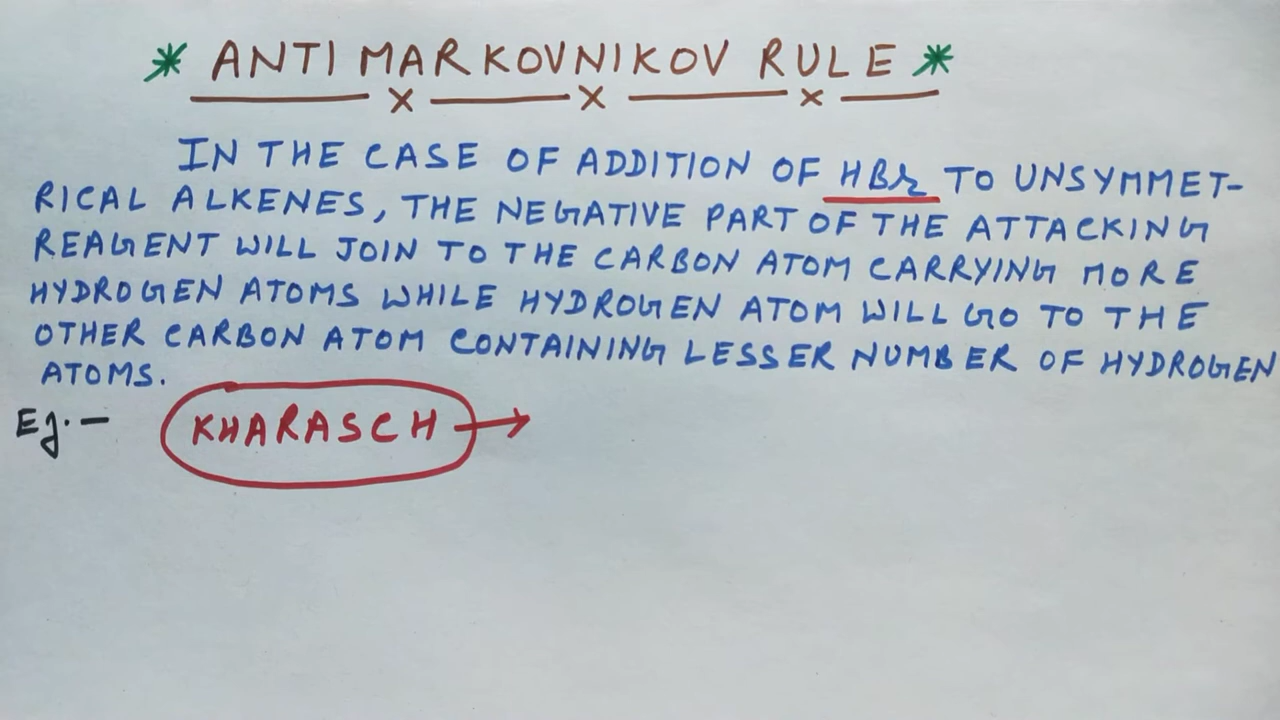 * ANTI MARKOVNIKOV RULE *
IN THE CASE OF ADDITION OF HBr TO UNSYMMET-
RICAL ALKENES, THE NEGATIVE PART OF THE ATTACKING
REAGENT WILL JOIN TO THE CARBON ATOM CARRYING MORE
HYDROGEN ATOMS WHILE HYDROGEN ATOM WILL GO TO THE
OTHER CARBON ATOM CONTAINING LESSER NUMBER OF HYDROGEN
ATOMS.
Eg.- KHARASCH →